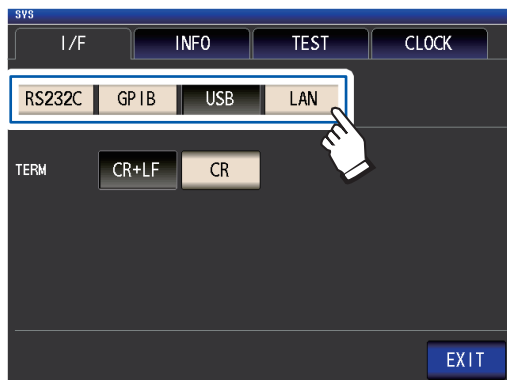 SYS
I/F INFO TEST CLOCK
RS232C GPIB USB LAN
TERM CR+LF CR
EXIT